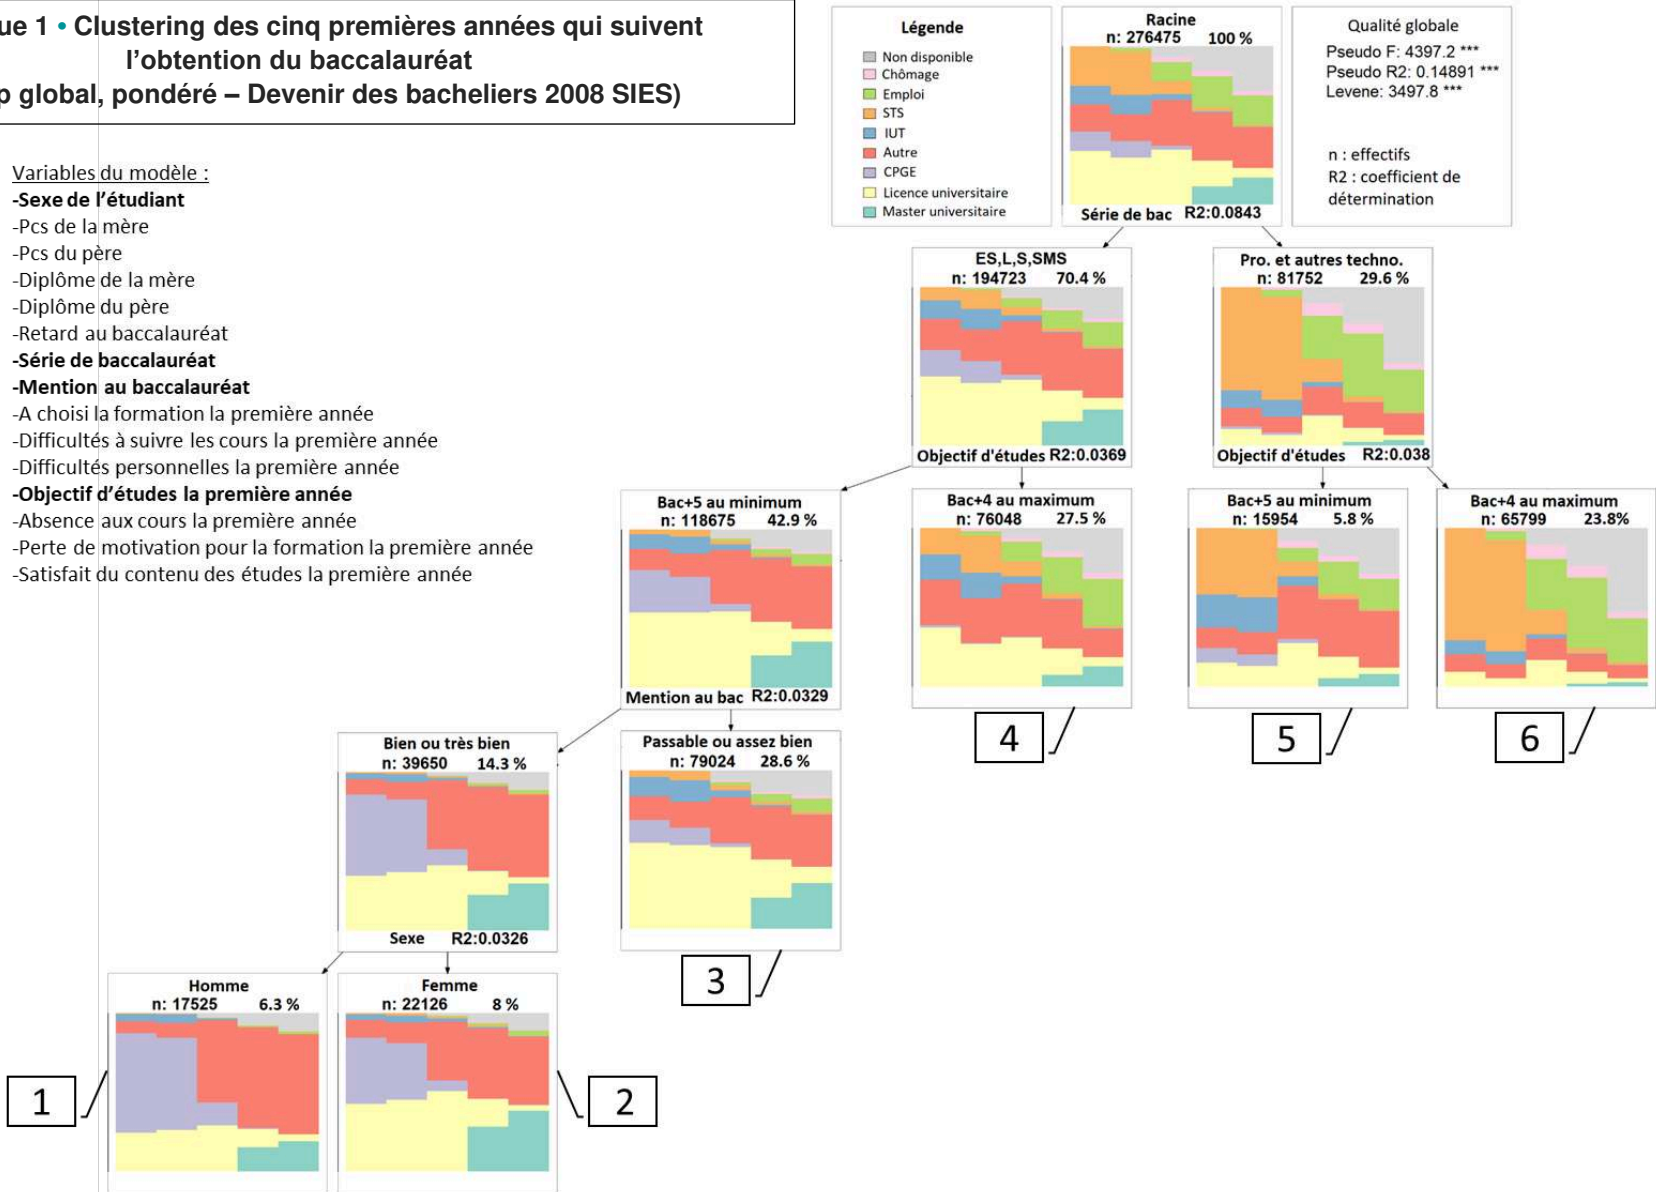 ue 1 • Clustering des cinq premières années qui suivent
l'obtention du baccalauréat
p global, pondéré – Devenir des bacheliers 2008 SIES)
Variables du modèle :
-Sexe de l'étudiant
-Pcs de la mère
-Pcs du père
-Diplôme de la mère
-Diplôme du père
-Retard au baccalauréat
-Série de baccalauréat
-Mention au baccalauréat
-A choisi la formation la première année
-Difficultés à suivre les cours la première année
-Difficultés personnelles la première année
-Objectif d'études la première année
-Absence aux cours la première année
-Perte de motivation pour la formation la première année
-Satisfait du contenu des études la première année
Légende
Non disponible
Chômage
Emploi
STS
IUT
Autre
CPGE
Licence universitaire
Master universitaire
Racine
n: 276475 100 %
Série de bac R2:0.0843
Qualité globale
Pseudo F: 4397.2 ***
Pseudo R2: 0.14891 ***
Levene: 3497.8 ***
n : effectifs
R2 : coefficient de
détermination
ES,L,S,SMS
n: 194723 70.4 %
Objectif d'études R2:0.0369
Pro. et autres techno.
n: 81752 29.6 %
Objectif d'études R2:0.038
Bac+5 au minimum
n: 118675 42.9 %
Mention au bac R2:0.0329
Bac+4 au maximum
n: 76048 27.5 %
4
Bac+5 au minimum
n: 15954 5.8 %
5
Bac+4 au maximum
n: 65799 23.8%
6
Bien ou très bien
n: 39650 14.3 %
Sexe R2:0.0326
Passable ou assez bien
n: 79024 28.6 %
3
Homme
n: 17525 6.3 %
1
Femme
n: 22126 8 %
2